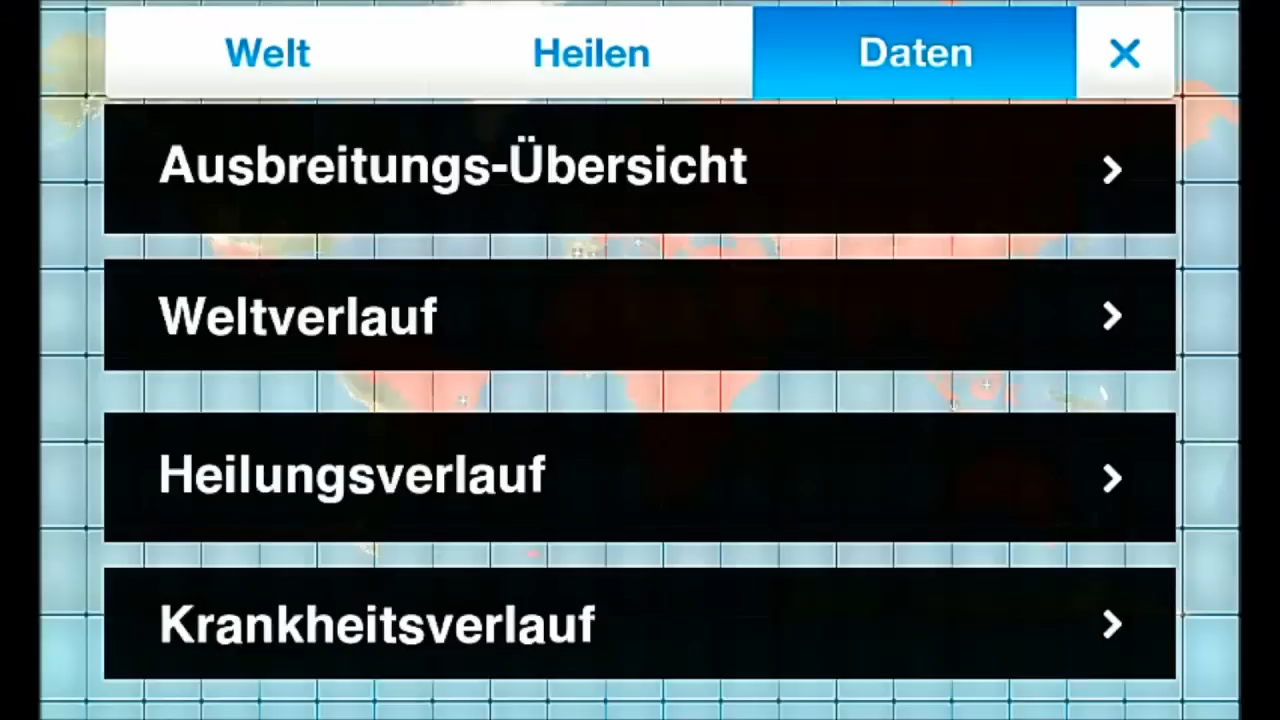 Welt Heilen Daten
Ausbreitungs-Übersicht
Weltverlauf
Heilungsverlauf
Krankheitsverlauf